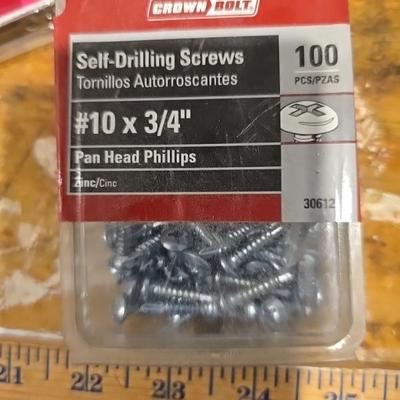 CROWN BOLT.
Self-Drilling Screws
Tornillos Autorroscantes
100
PCS/PZAS
#10 x 3/4"
Pan Head Phillips
Zinc/Cinc
30612
21 22 23 24 25